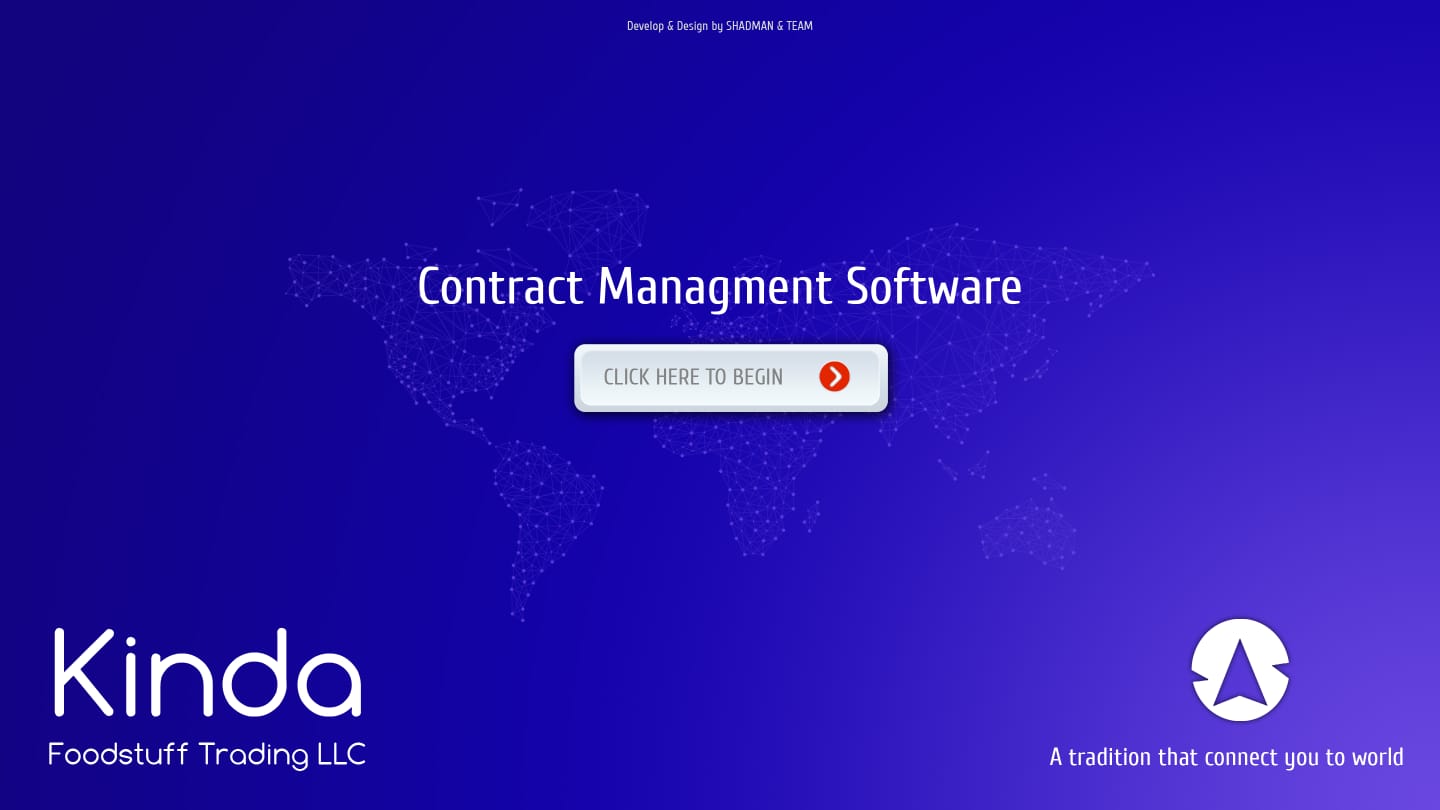 Develop & Design by SHADMAN & TEAM
Contract Managment Software
CLICK HERE TO BEGIN
Kinda
Foodstuff Trading LLC
A tradition that connect you to world